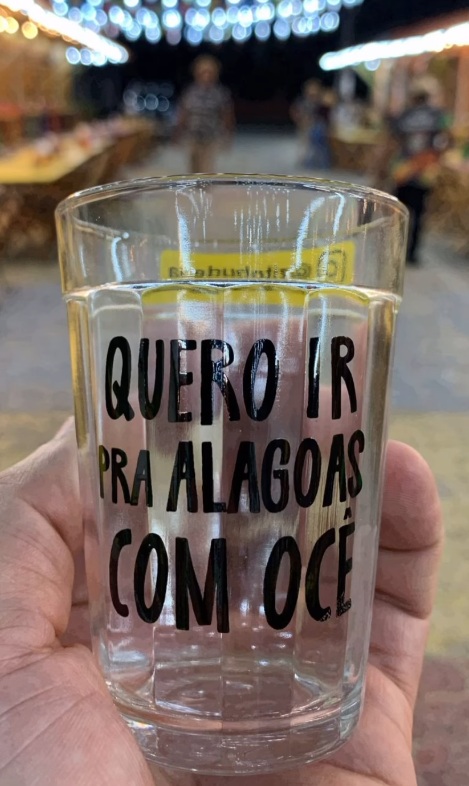 QUERO IR
PRA ALAGOAS
COM OCÊ